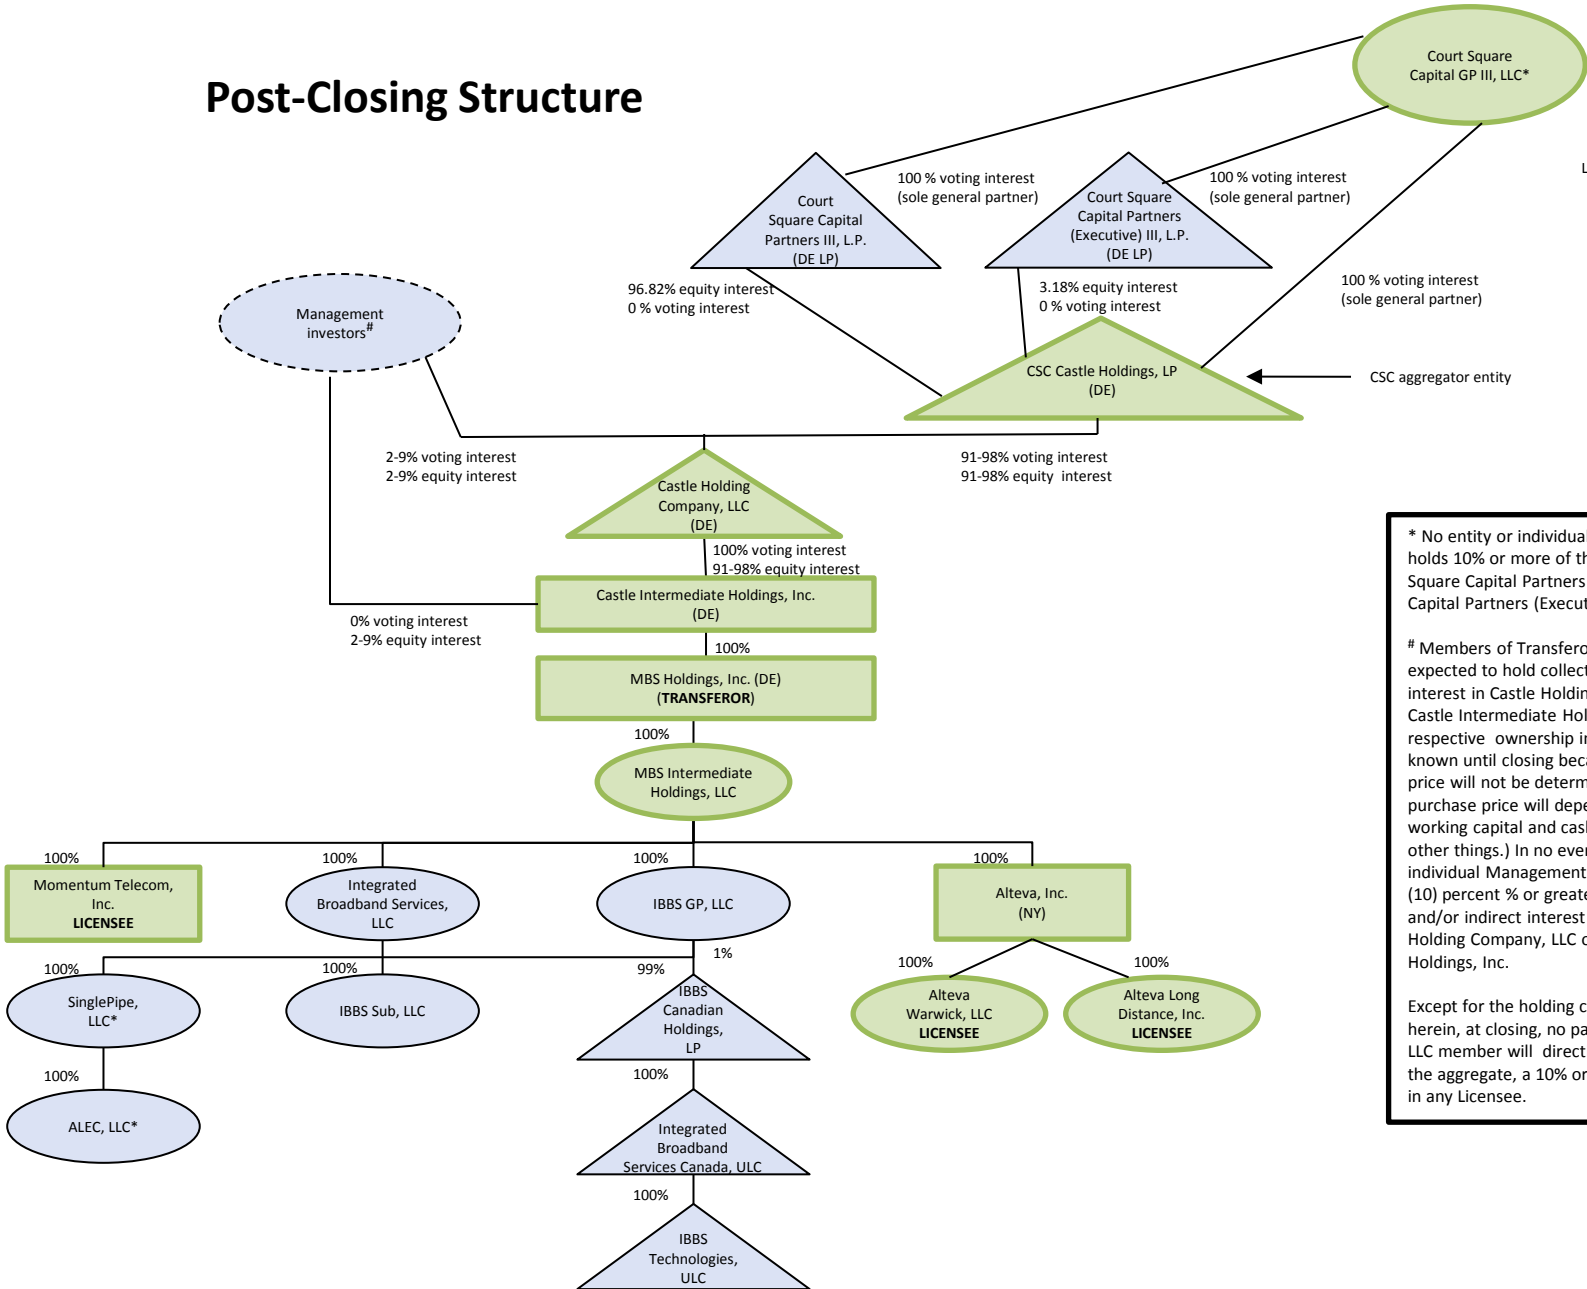 Post-Closing Structure
Court Square
Capital GP III, LLC*
L
100 % voting interest
(sole general partner)
100 % voting interest
(sole general partner)
Court
Square Capital
Partners III, L.P.
(DE LP)
Court Square
Capital Partners
(Executive) III, L.P.
(DE LP)
96.82% equity interest
0 % voting interest
3.18% equity interest
0 % voting interest
100 % voting interest
(sole general partner)
Management
investors#
CSC Castle Holdings, LP
(DE)
CSC aggregator entity
2-9% voting interest
2-9% equity interest
91-98% voting interest
91-98% equity interest
Castle Holding
Company, LLC
(DE)
100% voting interest
91-98% equity interest
Castle Intermediate Holdings, Inc.
(DE)
0% voting interest
2-9% equity interest
100%
MBS Holdings, Inc. (DE)
(TRANSFEROR)
100%
MBS Intermediate
Holdings, LLC
100%
100%
100%
100%
Momentum Telecom,
Inc.
LICENSEE
Integrated
Broadband Services,
LLC
IBBS GP, LLC
Alteva, Inc.
(NY)
100%
100%
99%
1%
100%
100%
SinglePipe,
LLC*
IBBS Sub, LLC
IBBS
Canadian
Holdings,
LP
Alteva
Warwick, LLC
LICENSEE
Alteva Long
Distance, Inc.
LICENSEE
100%
100%
ALEC, LLC*
Integrated
Broadband
Services Canada, ULC
100%
IBBS
Technologies,
ULC
* No entity or individual
holds 10% or more of th
Square Capital Partners
Capital Partners (Execut
# Members of Transfero
expected to hold collect
interest in Castle Holdin
Castle Intermediate Hol
respective ownership in
known until closing beca
price will not be determ
purchase price will depe
working capital and cash
other things.) In no ever
individual Management
(10) percent % or greate
and/or indirect interest
Holding Company, LLC o
Holdings, Inc.
Except for the holding c
herein, at closing, no pa
LLC member will direct
the aggregate, a 10% or
in any Licensee.